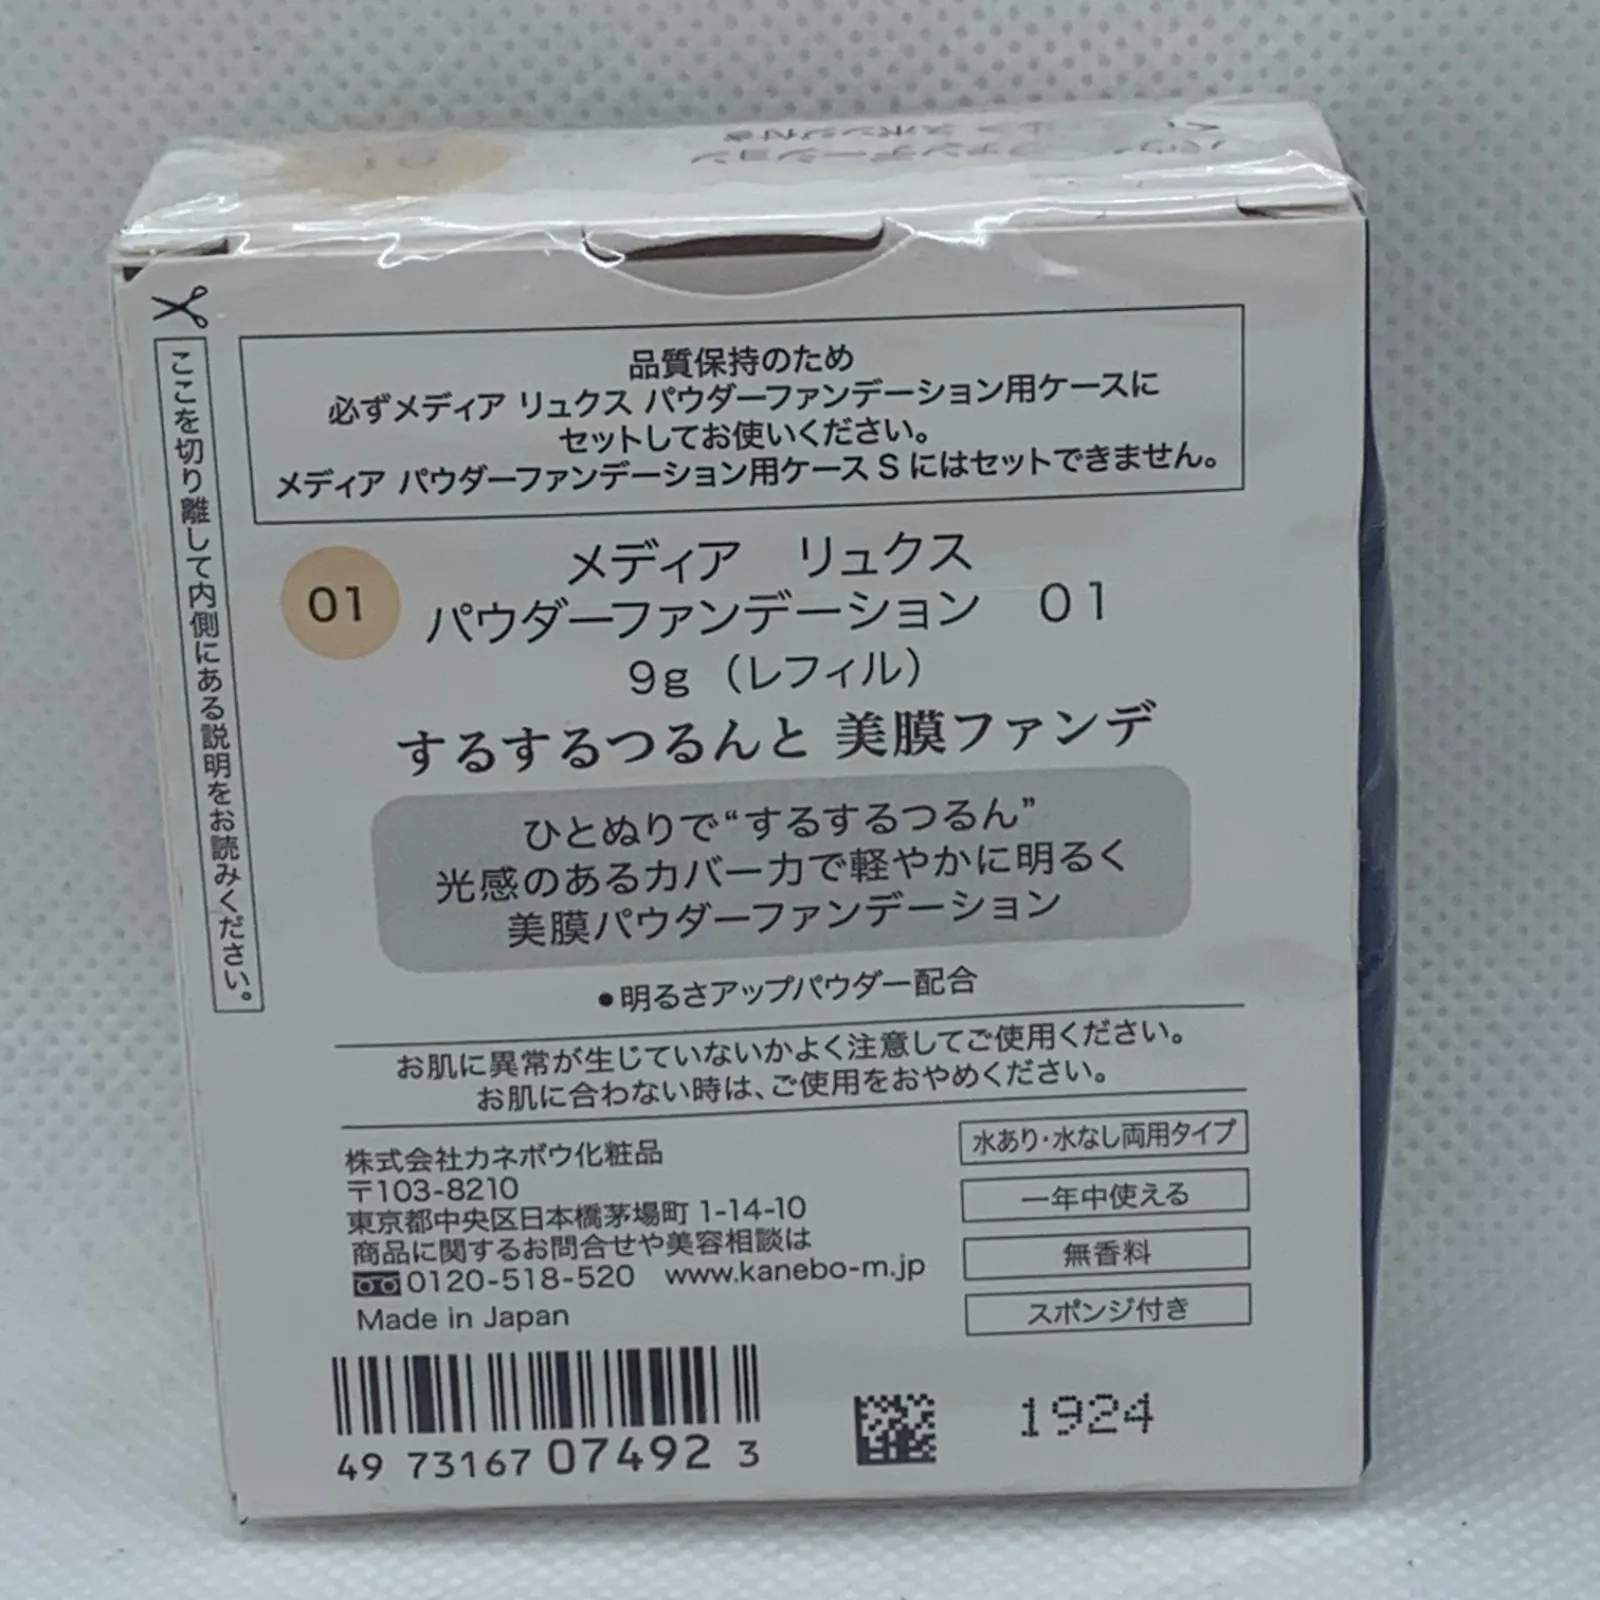 01
スポンジ付き
ファンデーション
ここを切り離して内側にある説明をお読みください。
品質保持のため
必ずメディア リュクス パウダーファンデーション用ケースに
セットしてお使いください。
メディア パウダーファンデーション用ケース S にはセットできません。
01
メディア リュクス
パウダーファンデーション 01
9g（レフィル）
するするつるんと 美膜ファンデ
ひとぬりで“するするつるん”
光感のあるカバー力で軽やかに明るく
美膜パウダーファンデーション
●明るさアップパウダー配合
お肌に異常が生じていないかよく注意してご使用ください。
お肌に合わない時は、ご使用をおやめください。
株式会社カネボウ化粧品
〒103-8210
東京都中央区日本橋茅場町 1-14-10
商品に関するお問合せや美容相談は
0120-518-520 www.kanebo-m.jp
Made in Japan
水あり・水なし両用タイプ
一年中使える
無香料
スポンジ付き
49 73167 07492 3
1924